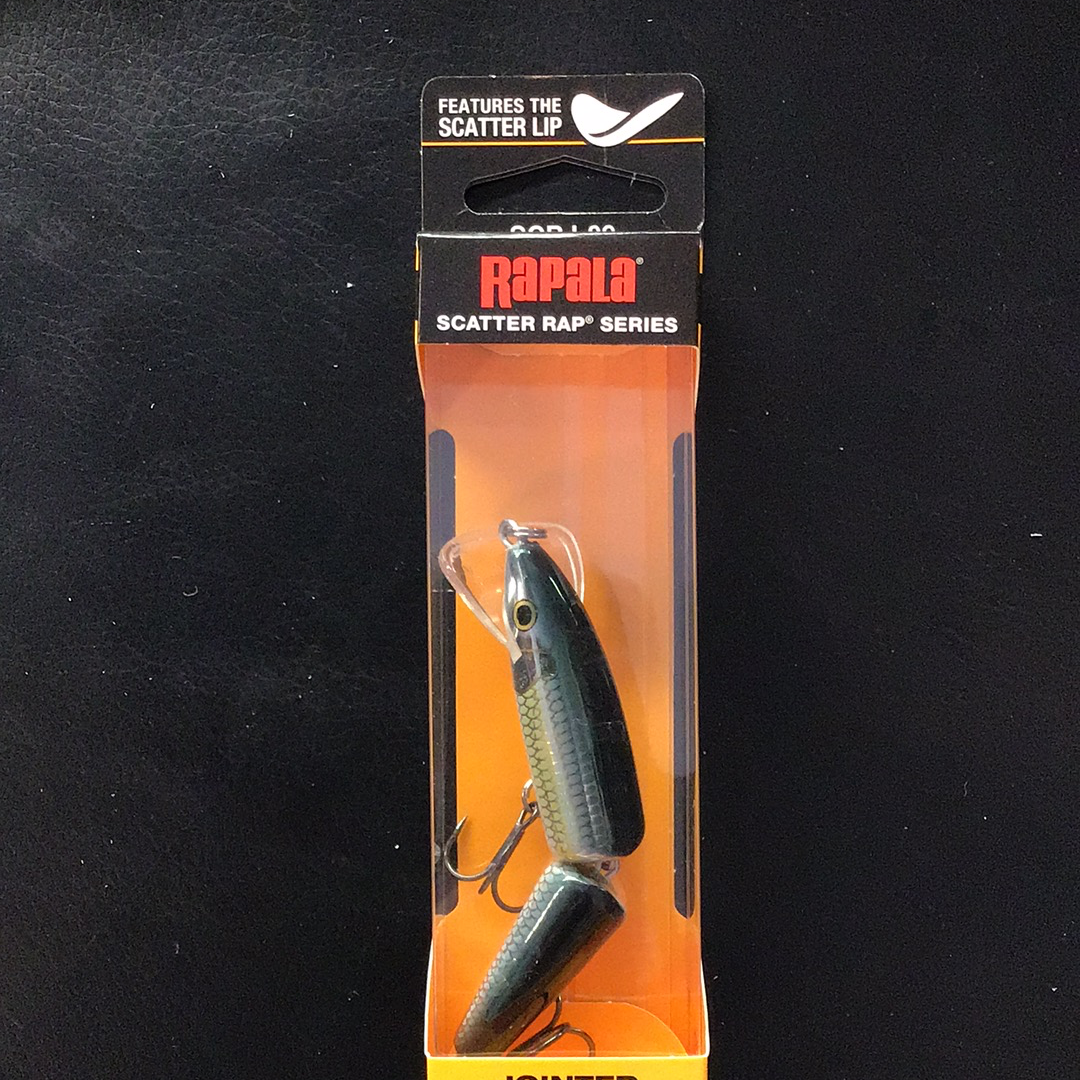 FEATURES THE
SCATTER LIP
RAPALA®
SCATTER RAP® SERIES